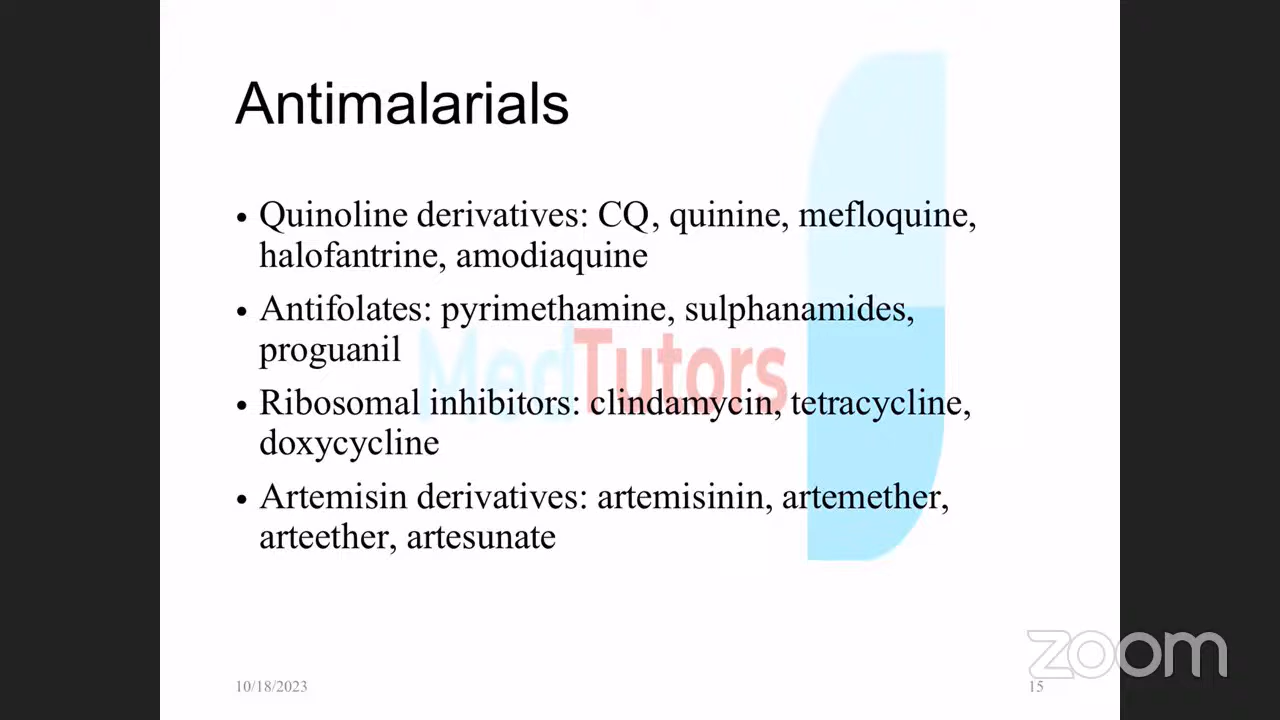 Antimalarials
• Quinoline derivatives: CQ, quinine, mefloquine,
halofantrine, amodiaquine
• Antifolates: pyrimethamine, sulphanamides,
proguanil
MedTutors
• Ribosomal inhibitors: clindamycin, tetracycline,
doxycycline
• Artemisin derivatives: artemisinin, artemether,
arteether, artesunate
zoom
10/18/2023
15